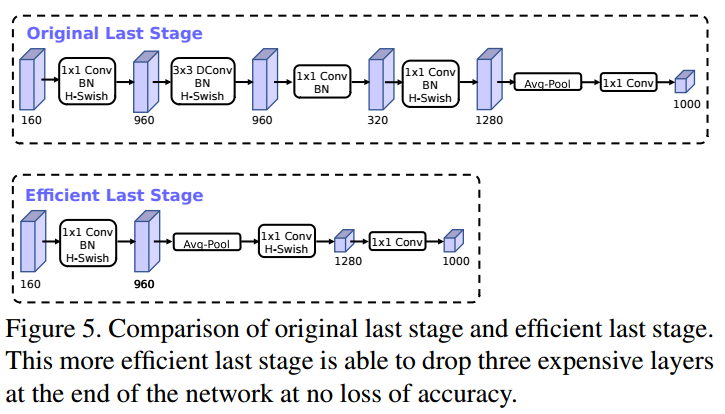 Original Last Stage
1x1 Conv
BN
H-Swish
3x3 DConv
BN
H-Swish
1x1 Conv
BN
1x1 Conv
BN
H-Swish
Avg-Pool
1x1 Conv
160
960
960
320
1280
1000
Efficient Last Stage
1x1 Conv
BN
H-Swish
Avg-Pool
1x1 Conv
H-Swish
1x1 Conv
160
960
1280
1000
Figure 5. Comparison of original last stage and efficient last stage.
This more efficient last stage is able to drop three expensive layers
at the end of the network at no loss of accuracy.